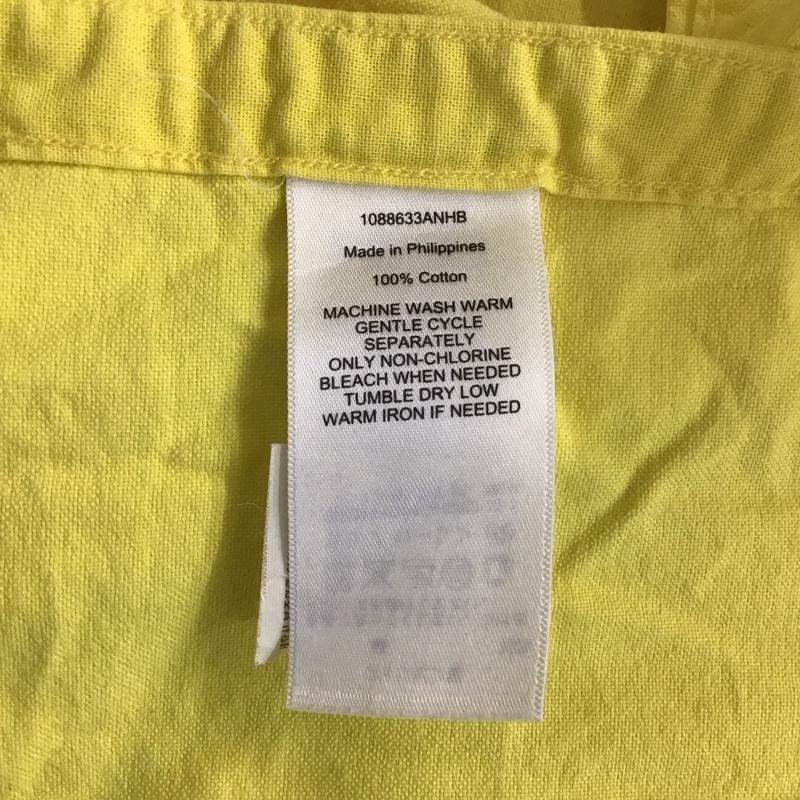 1088633ANHB
Made in Philippines
100% Cotton
MACHINE WASH WARM
GENTLE CYCLE
SEPARATELY
ONLY NON-CHLORINE
BLEACH WHEN NEEDED
TUMBLE DRY LOW
WARM IRON IF NEEDED